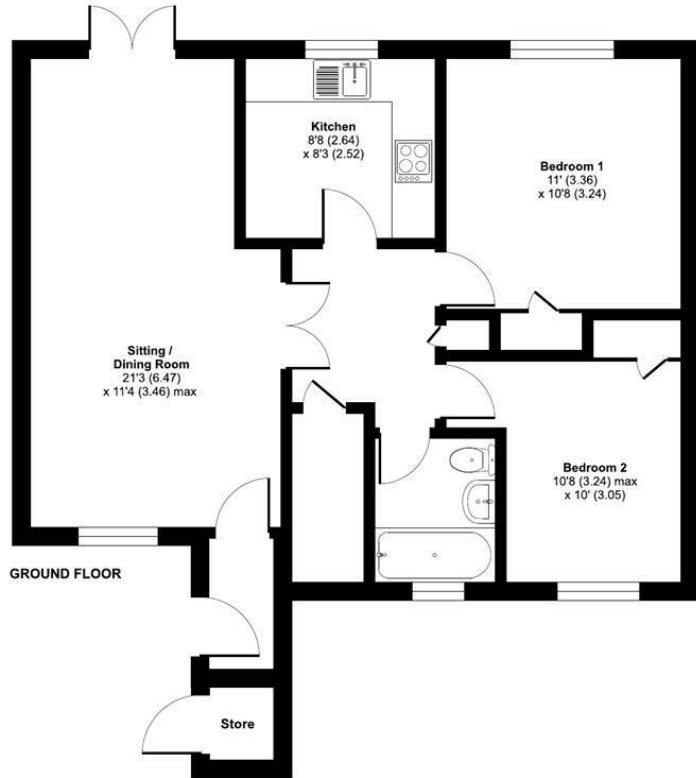 Kitchen
8'8 (2.64)
x 8'3 (2.52)
Bedroom 1
11' (3.36)
x 10'8 (3.24)
Sitting /
Dining Room
21'3 (6.47)
x 11'4 (3.46) max
Bedroom 2
10'8 (3.24) max
x 10' (3.05)
GROUND FLOOR
Store